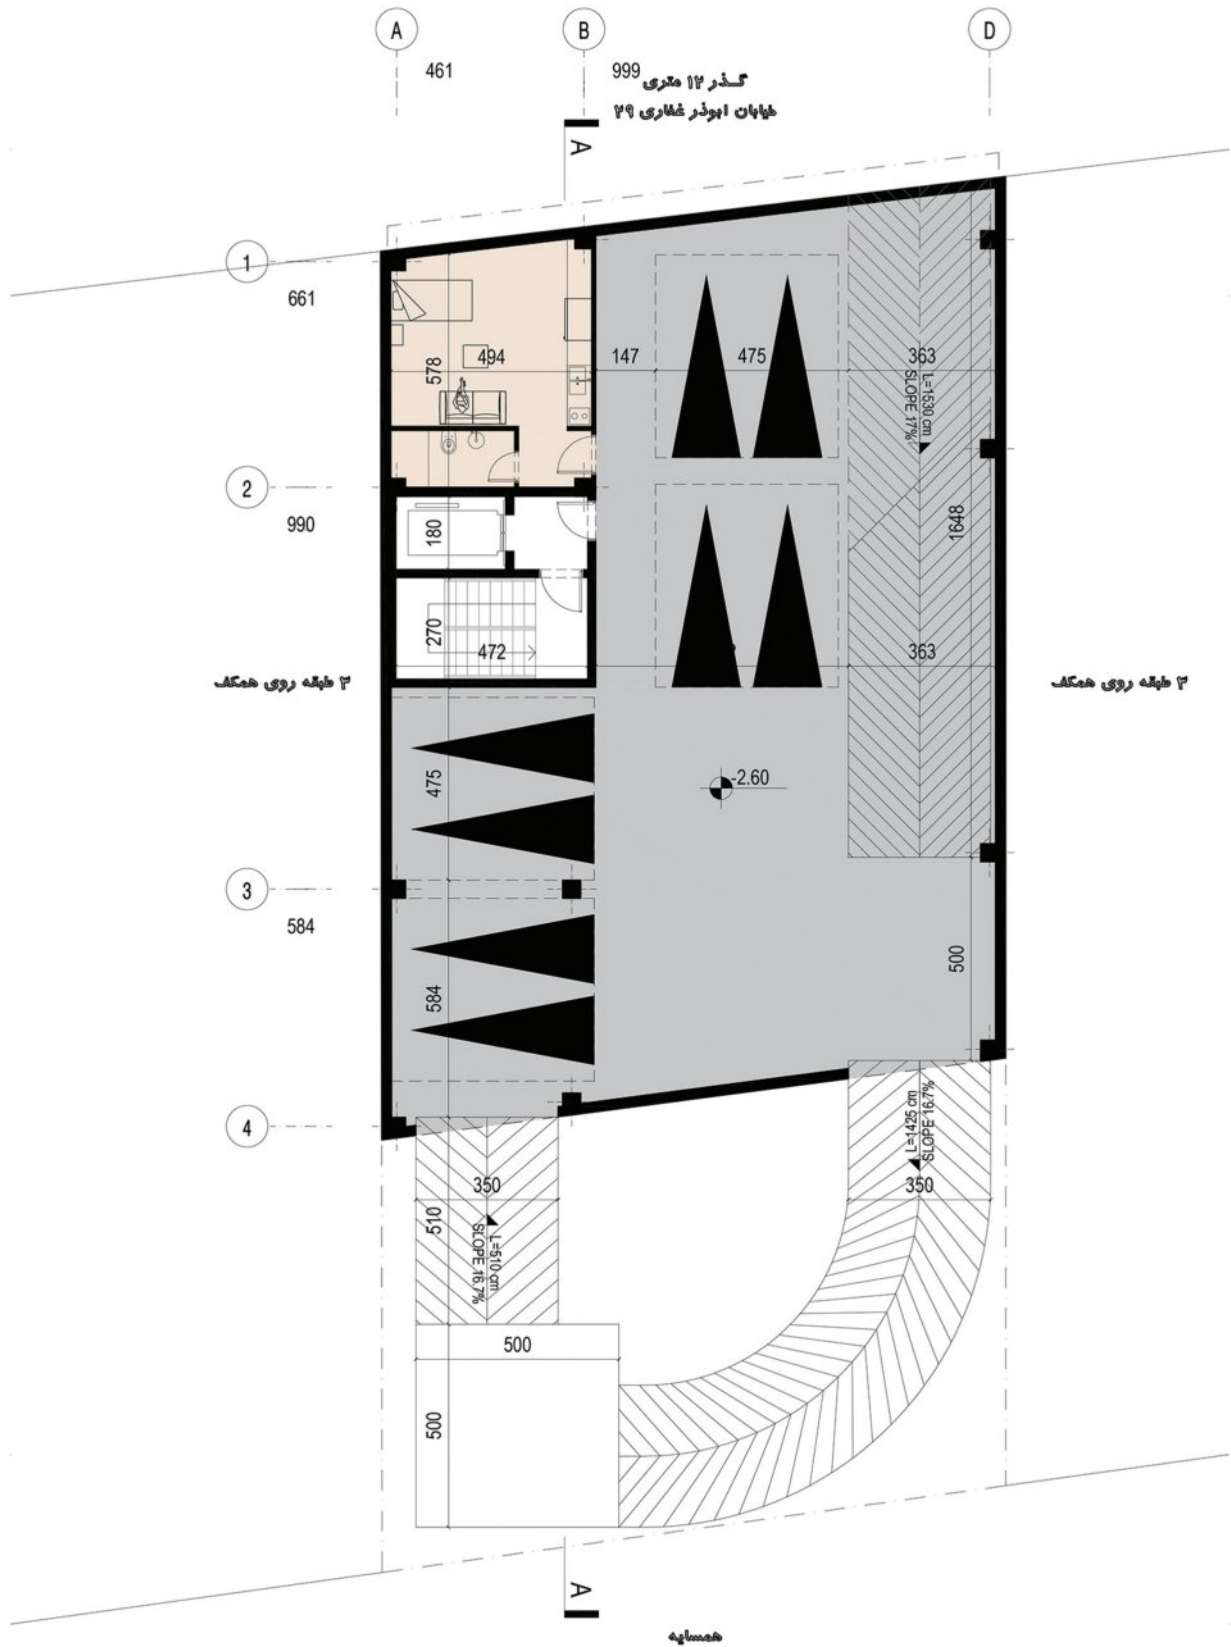 A B D
461 999
گـذر ۱۲ متری
خیابان ابوذر غفاری ۲۹
A
1
661
578
494
147
475
363
L=1530 cm
SLOPE 17%
2
990
180
1648
270
472
363
۳ طبقه روی همکف
۳ طبقه روی همکف
475
-2.60
3
584
584
500
4
L=1425 cm
SLOPE 16.7%
350
350
510
L=510 cm
SLOPE 16.7%
500
500
A
همسایه